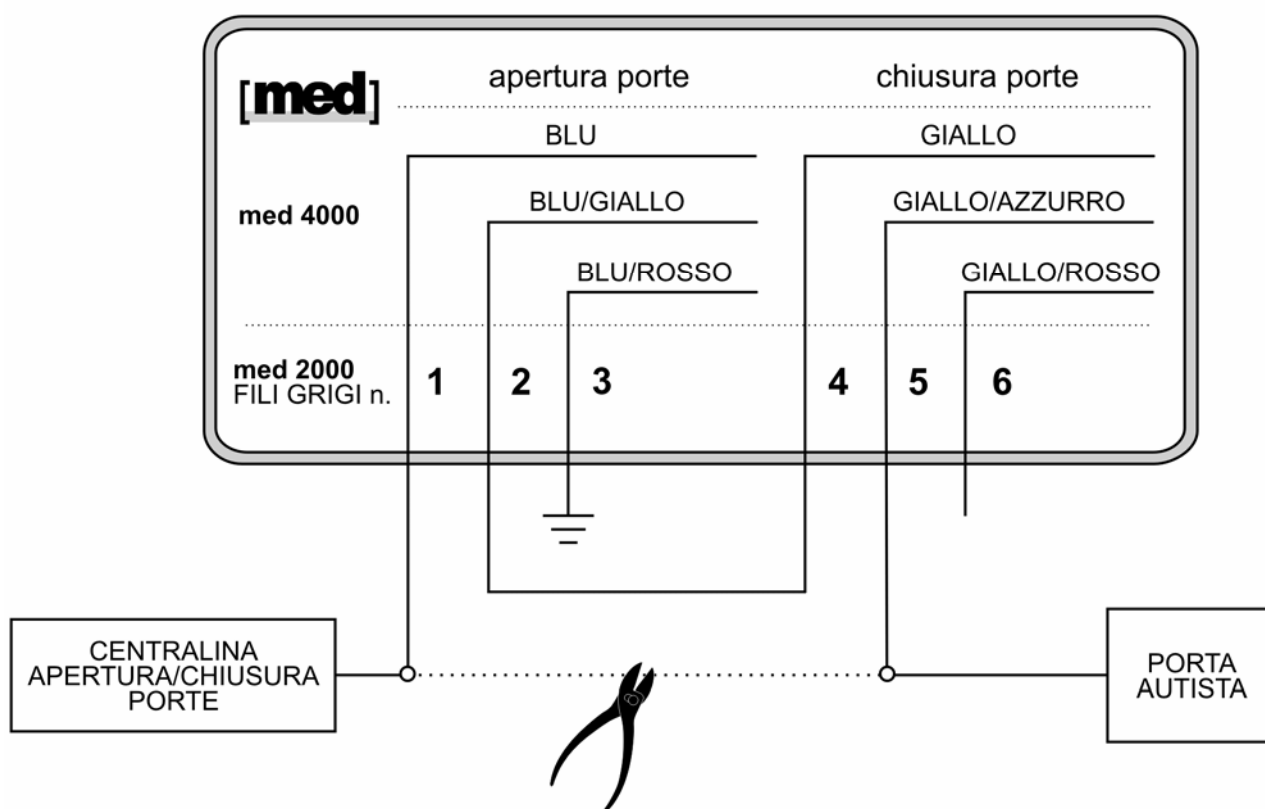 [med]
apertura porte
chiusura porte
BLU
GIALLO
med 4000
BLU/GIALLO
GIALLO/AZZURRO
BLU/ROSSO
GIALLO/ROSSO
med 2000
FILI GRIGI n.
1 2 3 4 5 6
CENTRALINA
APERTURA/CHIUSURA
PORTE
PORTA
AUTISTA